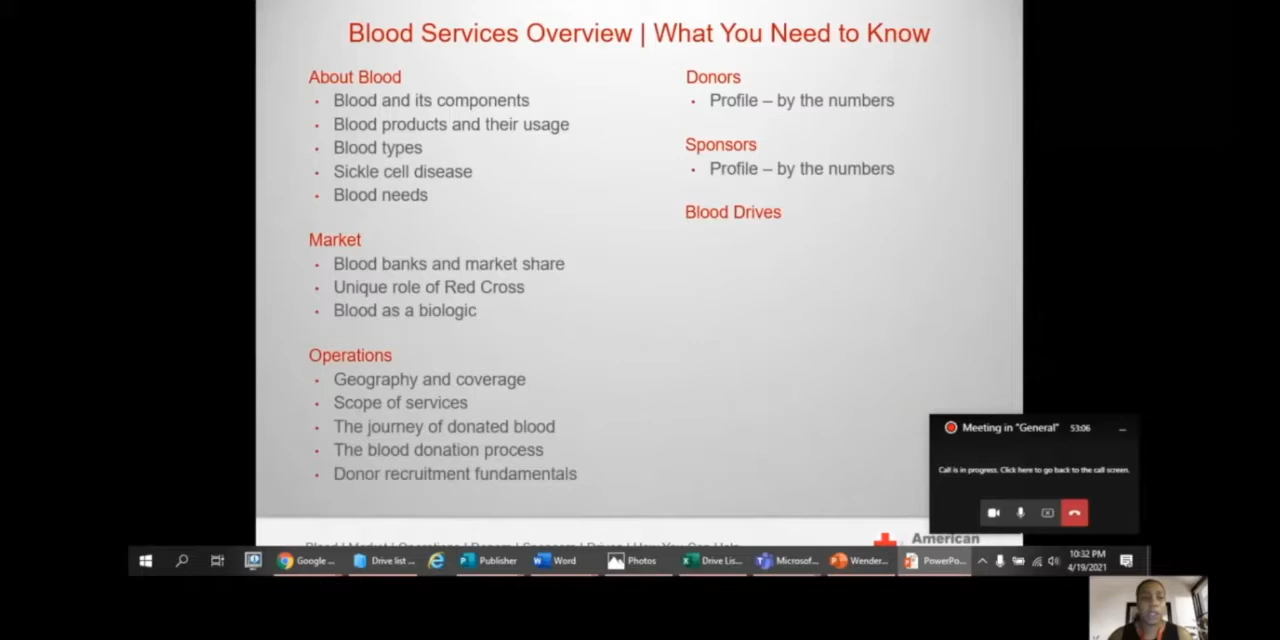 Blood Services Overview | What You Need to Know
About Blood
Blood and its components
Blood products and their usage
Blood types
Sickle cell disease
Blood needs
Market
Blood banks and market share
Unique role of Red Cross
Blood as a biologic
Operations
Geography and coverage
Scope of services
The journey of donated blood
The blood donation process
Donor recruitment fundamentals
Donors
Profile – by the numbers
Sponsors
Profile – by the numbers
Blood Drives
Meeting in "General" 53:06
Call is in progress. Click here to go back to the call screen.
American
Google ...
Drive list ...
Publisher
Word
Photos
Drive Lis...
Microsof...
Wender...
PowerPo...
10:32 PM
4/19/2021